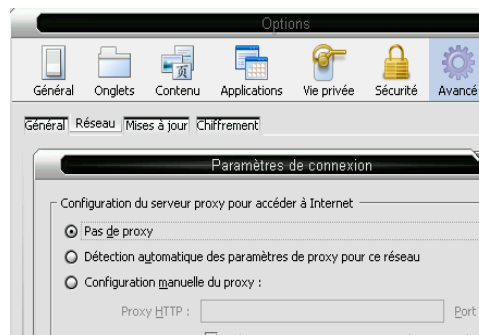 Options
Général Onglets Contenu Applications Vie privée Sécurité Avancé
Général Réseau Mises à jour Chiffrement
Paramètres de connexion
Configuration du serveur proxy pour accéder à Internet
Pas de proxy
Détection automatique des paramètres de proxy pour ce réseau
Configuration manuelle du proxy :
Proxy HTTP : Port